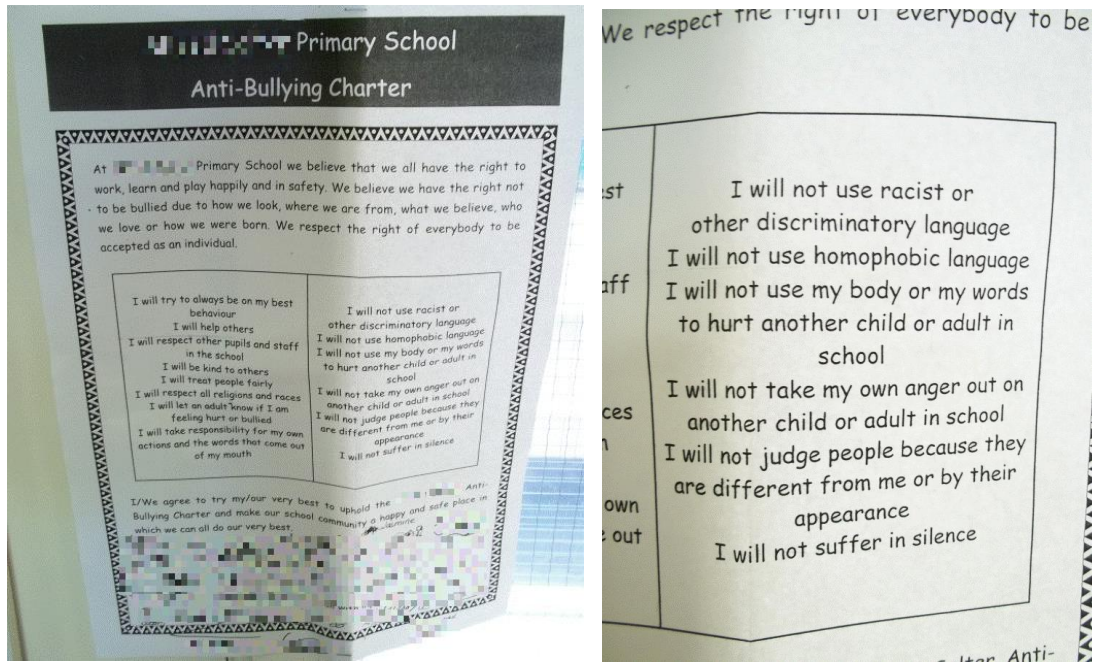 Primary School
Anti-Bullying Charter
At Primary School we believe that we all have the right to
work, learn and play happily and in safety. We believe we have the right not
to be bullied due to how we look, where we are from, what we believe, who
we love or how we were born. We respect the right of everybody to be
accepted as an individual.
I will try to always be on my best
behaviour
I will help others
I will respect other pupils and staff
in the school
I will be kind to others
I will treat people fairly
I will respect all religions and races
I will let an adult know if I am
feeling hurt or bullied
I will take responsibility for my own
actions and the words that come out
of my mouth
I will not use racist or
other discriminatory language
I will not use homophobic language
I will not use my body or my words
to hurt another child or adult in
school
I will not take my own anger out on
another child or adult in school
I will not judge people because they
are different from me or by their
appearance
I will not suffer in silence
I/We agree to try my/our very best to uphold the Anti-
Bullying Charter and make our school community a happy and safe place in
which we can all do our very best.
We respect the right of everybody to be
est
aff
ces
own
out
I will not use racist or
other discriminatory language
I will not use homophobic language
I will not use my body or my words
to hurt another child or adult in
school
I will not take my own anger out on
another child or adult in school
I will not judge people because they
are different from me or by their
appearance
I will not suffer in silence
Anti-